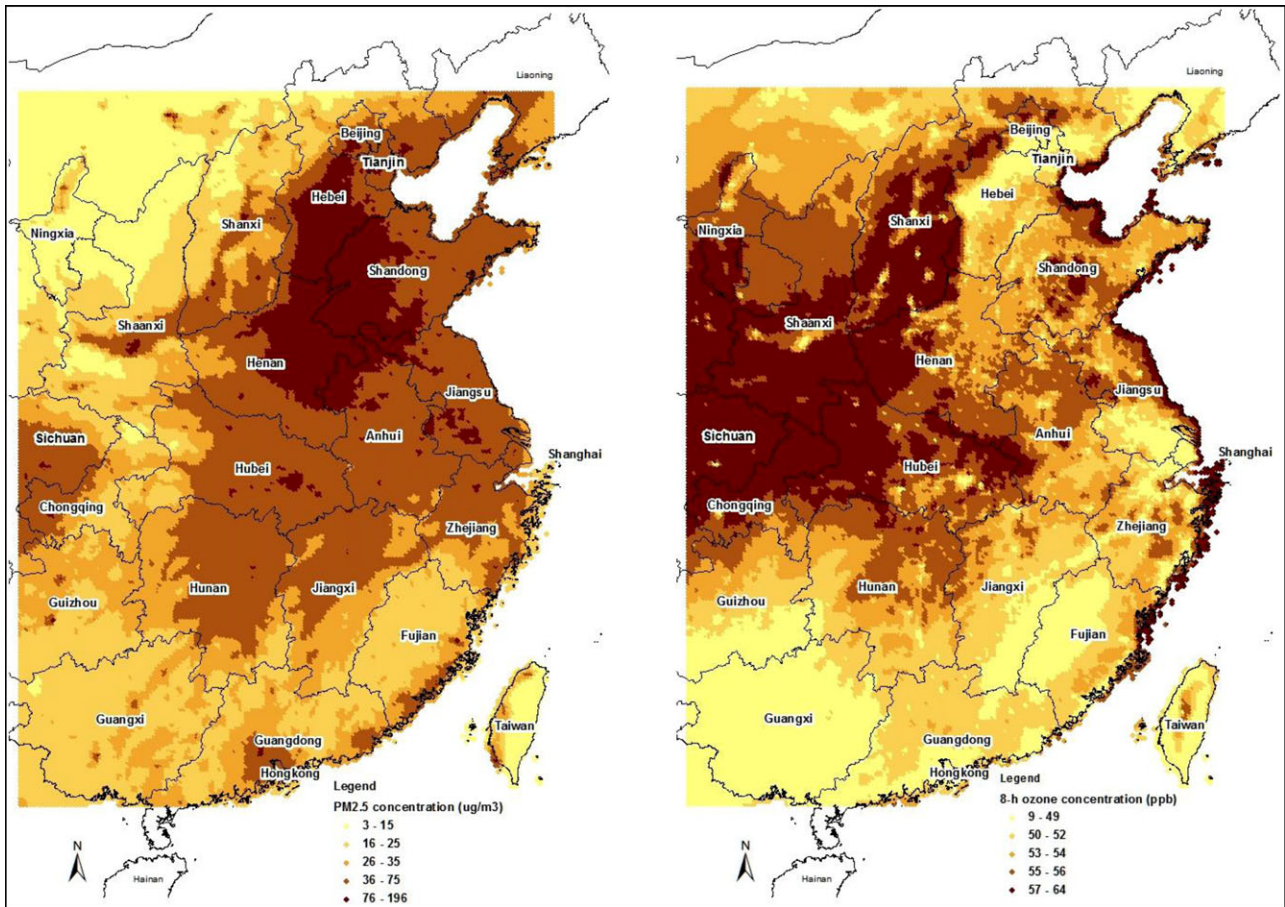 Liaoning
Beijing
Tianjin
Hebei
Ningxia
Shanxi
Shandong
Shaanxi
Henan
Jiangsu
Sichuan
Anhui
Shanghai
Hubei
Chongqing
Zhejiang
Hunan
Jiangxi
Guizhou
Fujian
Guangxi
Taiwan
Guangdong
Hongkong
Legend
PM2.5 concentration (ug/m3)
3 - 15
16 - 25
26 - 35
36 - 75
76 - 196
N
Hainan
Liaoning
Beijing
Tianjin
Hebei
Ningxia
Shanxi
Shandong
Shaanxi
Henan
Jiangsu
Sichuan
Anhui
Shanghai
Hubei
Chongqing
Zhejiang
Hunan
Jiangxi
Guizhou
Fujian
Guangxi
Taiwan
Guangdong
Hongkong
Legend
8-h ozone concentration (ppb)
9 - 49
50 - 52
53 - 54
55 - 56
57 - 64
N
Hainan